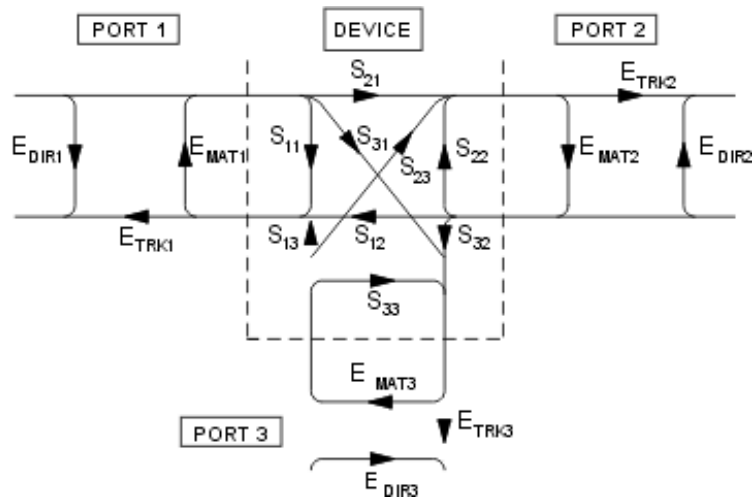 PORT 1
DEVICE
PORT 2
S21
ETRK2
EDIR1
EMAT1
S11
S31
S23
S22
EMAT2
EDIR2
ETRK1
S13
S12
S32
S33
E MAT3
PORT 3
ETRK3
EDIR3